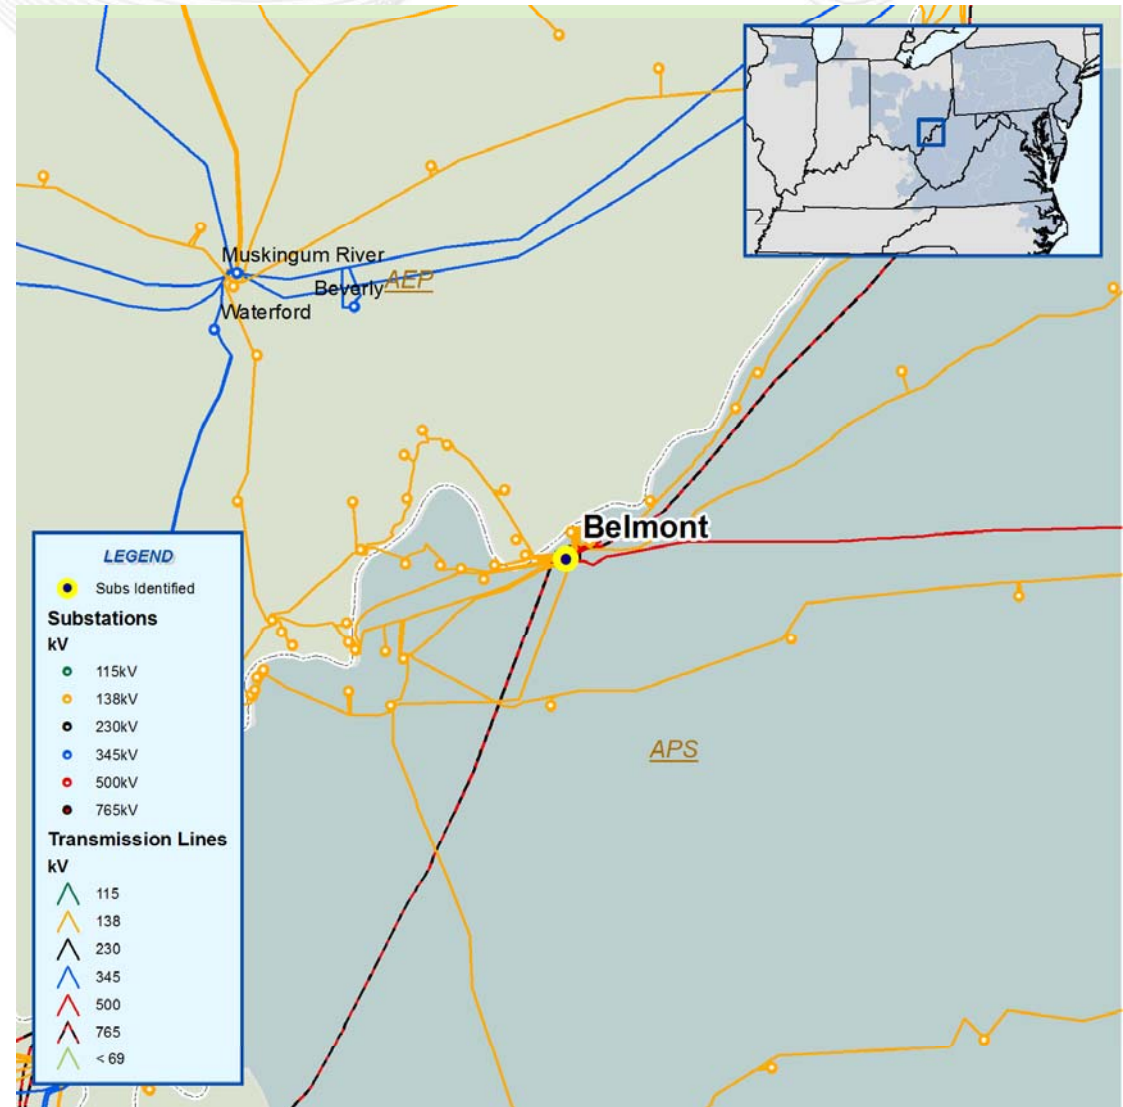 Muskingum River
Beverly
AEP
Waterford
Belmont
APS
LEGEND
Subs Identified
Substations
kV
115kV
138kV
230kV
345kV
500kV
765kV
Transmission Lines
kV
115
138
230
345
500
765
< 69